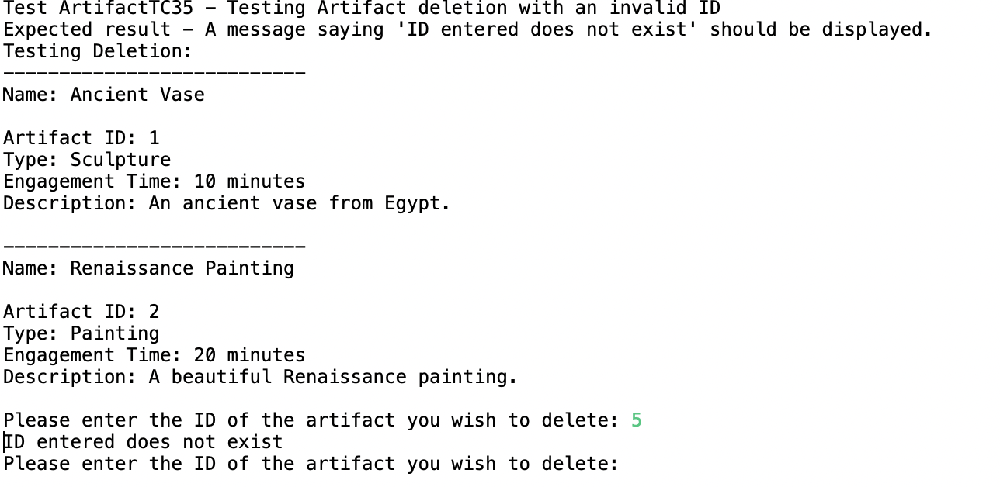 Test ArtifactTC35 – Testing Artifact deletion with an invalid ID
Expected result – A message saying 'ID entered does not exist' should be displayed.
Testing Deletion:
---------------------------
Name: Ancient Vase
Artifact ID: 1
Type: Sculpture
Engagement Time: 10 minutes
Description: An ancient vase from Egypt.
---------------------------
Name: Renaissance Painting
Artifact ID: 2
Type: Painting
Engagement Time: 20 minutes
Description: A beautiful Renaissance painting.
Please enter the ID of the artifact you wish to delete: 5
ID entered does not exist
Please enter the ID of the artifact you wish to delete: